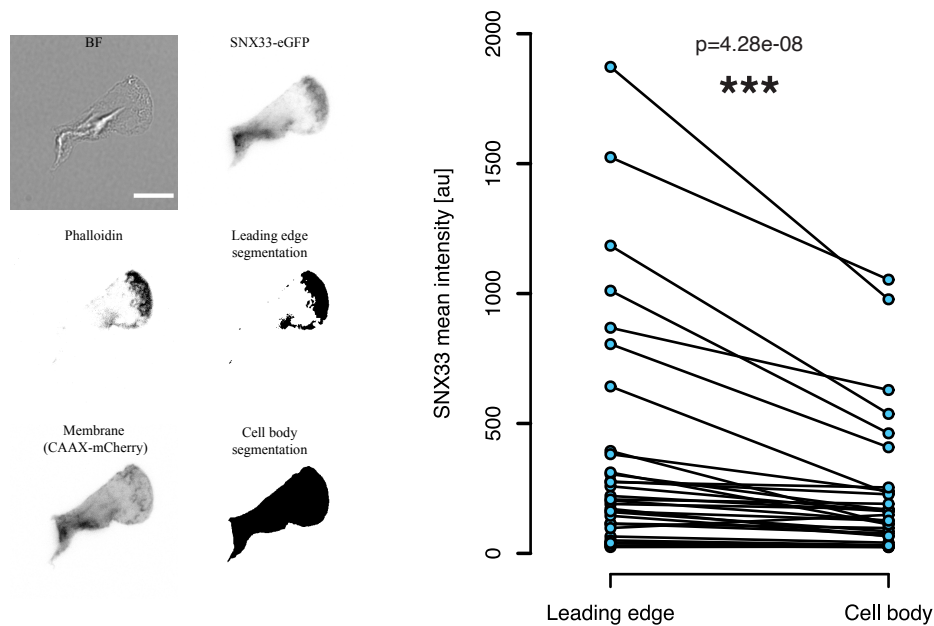 BF
SNX33-eGFP
Phalloidin
Leading edge
segmentation
Membrane
(CAAX-mCherry)
Cell body
segmentation
SNX33 mean intensity [au]
2000
1500
1000
500
0
p=4.28e-08
***
Leading edge
Cell body